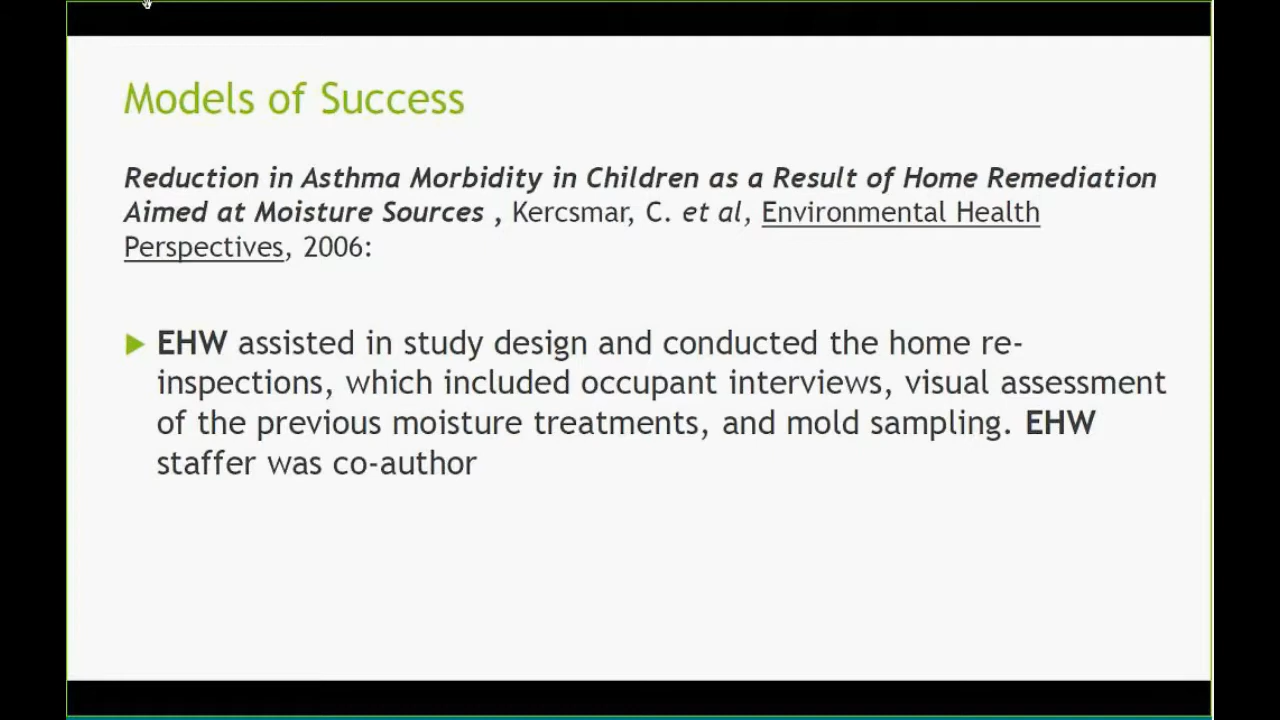 Models of Success
Reduction in Asthma Morbidity in Children as a Result of Home Remediation
Aimed at Moisture Sources , Kercsmar, C. et al, Environmental Health
Perspectives, 2006:
EHW assisted in study design and conducted the home re-
inspections, which included occupant interviews, visual assessment
of the previous moisture treatments, and mold sampling. EHW
staffer was co-author